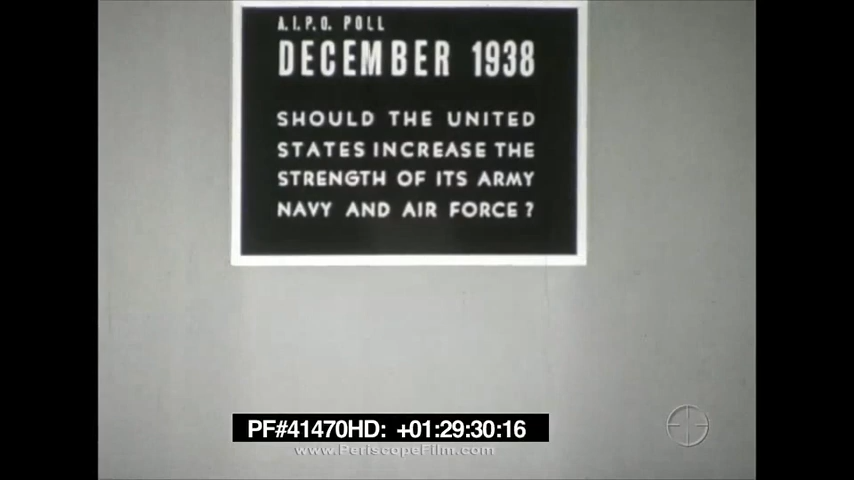 A.I.P.O. POLL
DECEMBER 1938
SHOULD THE UNITED
STATES INCREASE THE
STRENGTH OF ITS ARMY
NAVY AND AIR FORCE?
PF#41470HD: +01:29:30:16
www.PeriscopeFilm.com